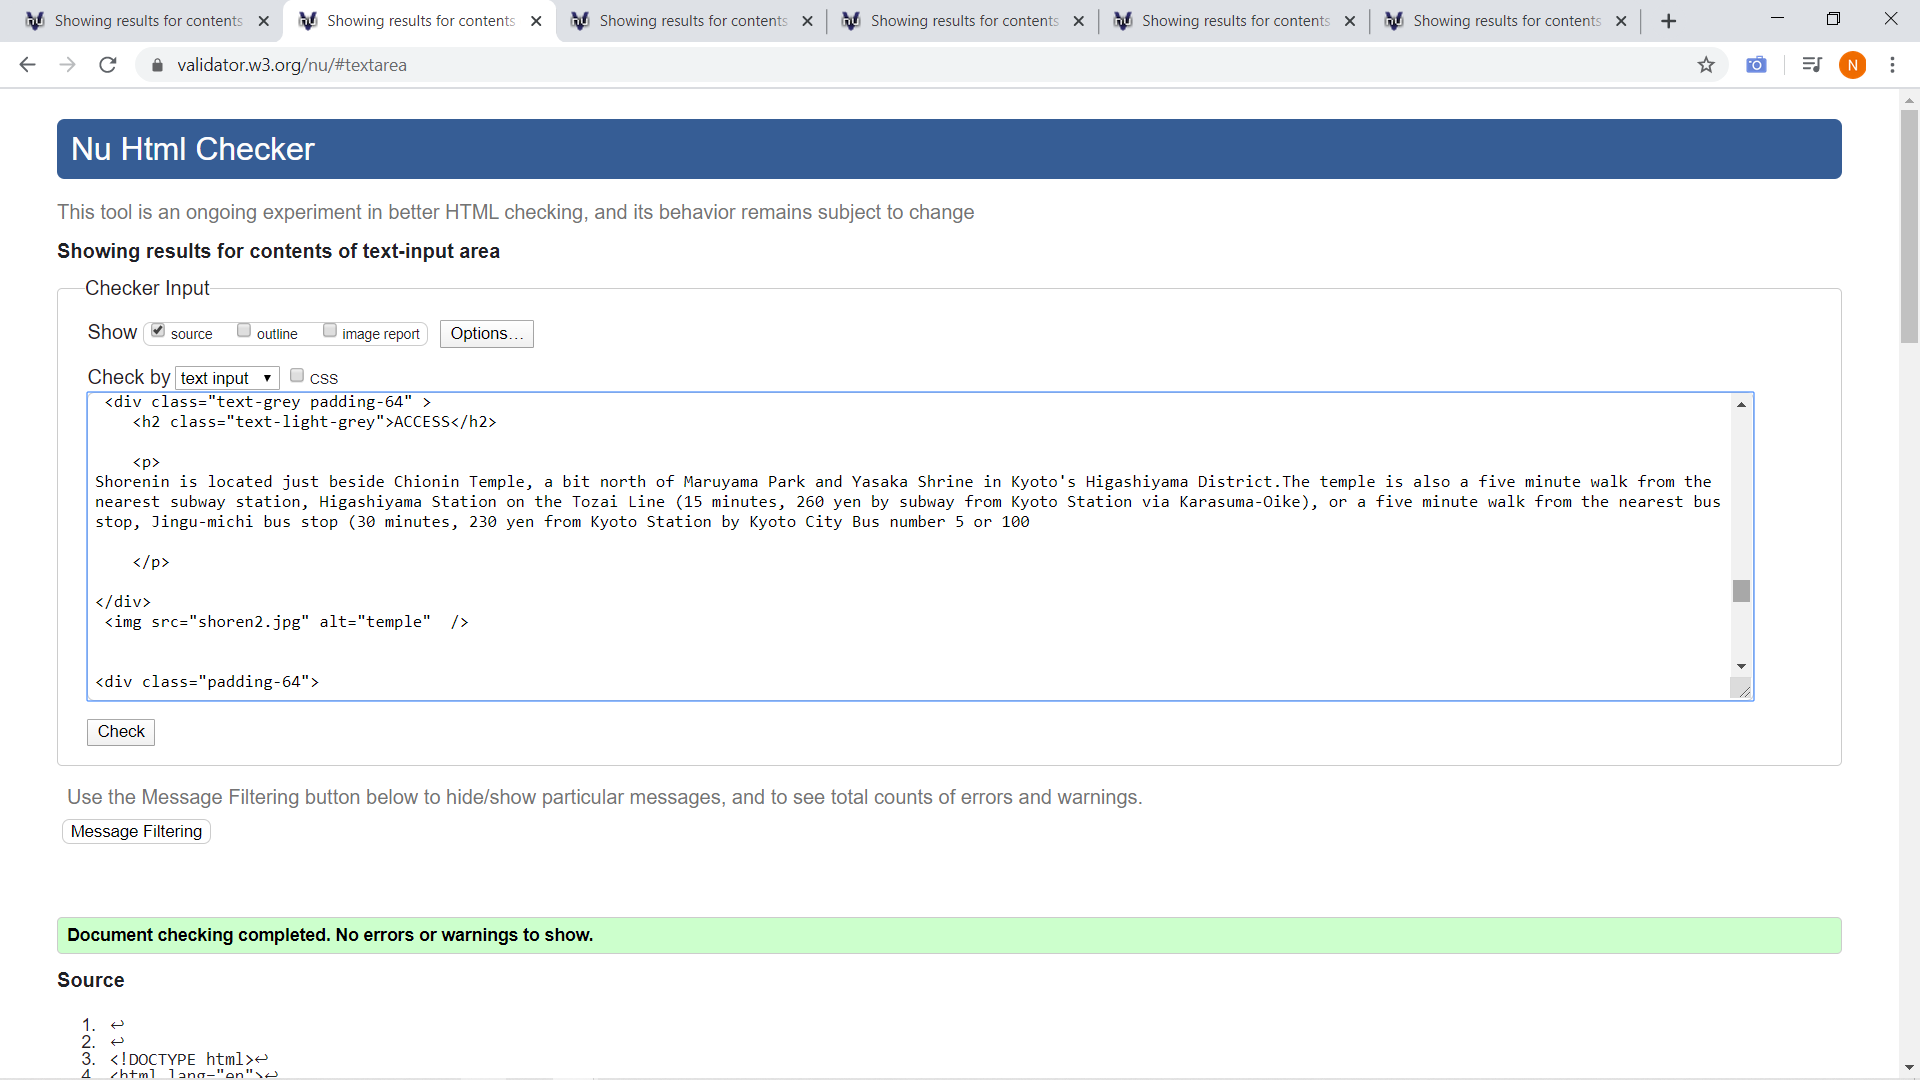 Showing results for contents
Showing results for contents
Showing results for contents
Showing results for contents
Showing results for contents
Showing results for contents
validator.w3.org/nu/#textarea
N
Nu Html Checker
This tool is an ongoing experiment in better HTML checking, and its behavior remains subject to change
Showing results for contents of text-input area
Checker Input
Show source outline image report Options...
Check by text input CSS
<div class="text-grey padding-64" >
<h2 class="text-light-grey">ACCESS</h2>
<p>
Shorenin is located just beside Chionin Temple, a bit north of Maruyama Park and Yasaka Shrine in Kyoto's Higashiyama District.The temple is also a five minute walk from the
nearest subway station, Higashiyama Station on the Tozai Line (15 minutes, 260 yen by subway from Kyoto Station via Karasuma-Oike), or a five minute walk from the nearest bus
stop, Jingu-michi bus stop (30 minutes, 230 yen from Kyoto Station by Kyoto City Bus number 5 or 100
</p>
</div>
<img src="shoren2.jpg" alt="temple"  />
<div class="padding-64">
Check
Use the Message Filtering button below to hide/show particular messages, and to see total counts of errors and warnings.
Message Filtering
Document checking completed. No errors or warnings to show.
Source
1. ↩
2. ↩
3. <!DOCTYPE html>↩
4. <html lang="en">↩